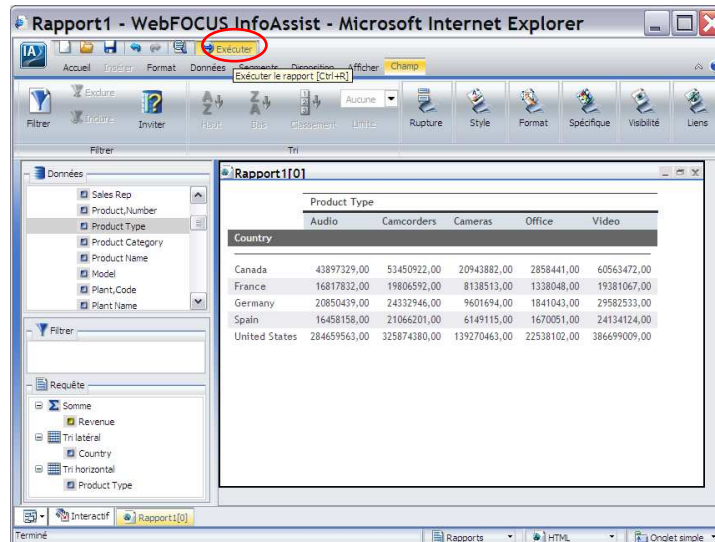 Rapport1 - WebFOCUS InfoAssist - Microsoft Internet Explorer
IA
Exécuter
Accueil Insérer Format Données Segments Disposition Afficher Champ
Exécuter le rapport [Ctrl+R]
Exclure
Inclure
Filtrer Inviter Haut Bas Classement Limite Aucune Rupture Style Format Spécifique Visibilité Liens
Filtrer Tri
Données
Sales Rep
Product,Number
Product Type
Product Category
Product Name
Model
Plant,Code
Plant Name
Filtrer
Requête
Somme
Revenue
Tri latéral
Country
Tri horizontal
Product Type
Rapport1[0]
Product Type
Audio Camcorders Cameras Office Video
Country
Canada 43897329,00 53450922,00 20943882,00 2858441,00 60563472,00
France 16817832,00 19806592,00 8138513,00 1338048,00 19381067,00
Germany 20850439,00 24332946,00 9601694,00 1841043,00 29582533,00
Spain 16458158,00 21066201,00 6149115,00 1670051,00 24134124,00
United States 284659563,00 325874380,00 139270463,00 22538102,00 386699009,00
Interactif Rapport1[0]
Terminé Rapports HTML Onglet simple